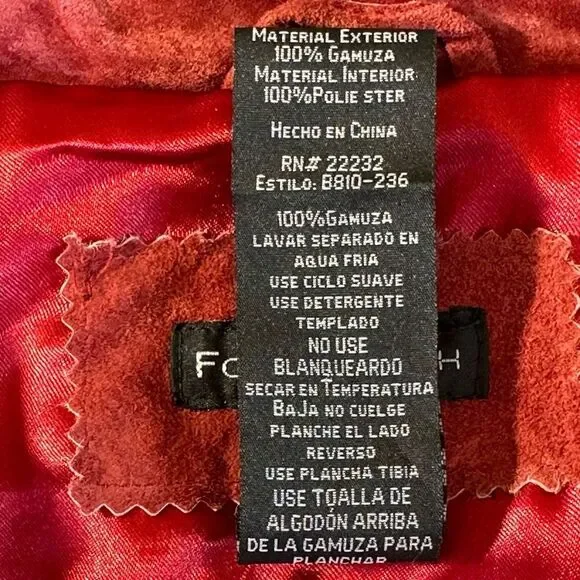 MATERIAL EXTERIOR
100% GAMUZA
MATERIAL INTERIOR
100%POLIE STER
HECHO EN CHINA
RN# 22232
ESTILO: B810-236
100%GAMUZA
LAVAR SEPARADO EN
AQUA FRIA
USE CICLO SUAVE
USE DETERGENTE
TEMPLADO
NO USE
BLANQUEARDO
SECAR EN TEMPERATURA
BAJA NO CUELGE
PLANCHE EL LADO
REVERSO
USE PLANCHA TIBIA
USE TOALLA DE
ALGODÓN ARRIBA
DE LA GAMUZA PARA
PLANCHAR